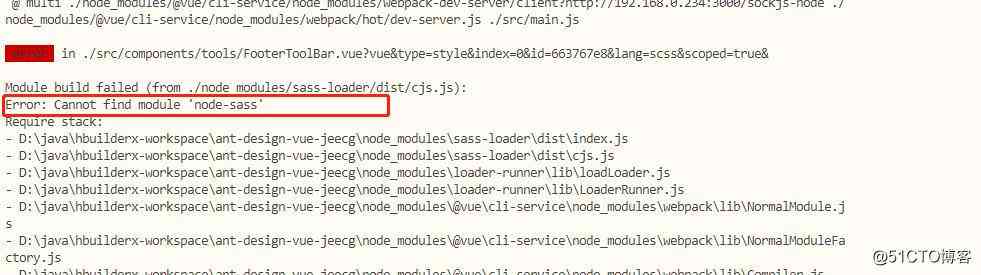 @ multi ./node_modules/@vue/cli-service/node_modules/webpack-dev-server/client?http://192.168.0.234:3000/sockjs-node ./
node_modules/@vue/cli-service/node_modules/webpack/hot/dev-server.js ./src/main.js
error in ./src/components/tools/FooterToolBar.vue?vue&type=style&index=0&id=663767e8&lang=scss&scoped=true&
Module build failed (from ./node_modules/sass-loader/dist/cjs.js):
Error: Cannot find module 'node-sass'
Require stack:
- D:\java\hbuilderx-workspace\ant-design-vue-jeecg\node_modules\sass-loader\dist\index.js
- D:\java\hbuilderx-workspace\ant-design-vue-jeecg\node_modules\sass-loader\dist\cjs.js
- D:\java\hbuilderx-workspace\ant-design-vue-jeecg\node_modules\loader-runner\lib\loadLoader.js
- D:\java\hbuilderx-workspace\ant-design-vue-jeecg\node_modules\loader-runner\lib\LoaderRunner.js
- D:\java\hbuilderx-workspace\ant-design-vue-jeecg\node_modules\@vue\cli-service\node_modules\webpack\lib\NormalModule.j
s
- D:\java\hbuilderx-workspace\ant-design-vue-jeecg\node_modules\@vue\cli-service\node_modules\webpack\lib\NormalModuleFa
ctory.js
- D:\java\hbuilderx-workspace\ant-design-vue-jeecg\node_modules\@vue\cli-service\node_modules\webpack\lib\Compiler.js
@51CTO博客